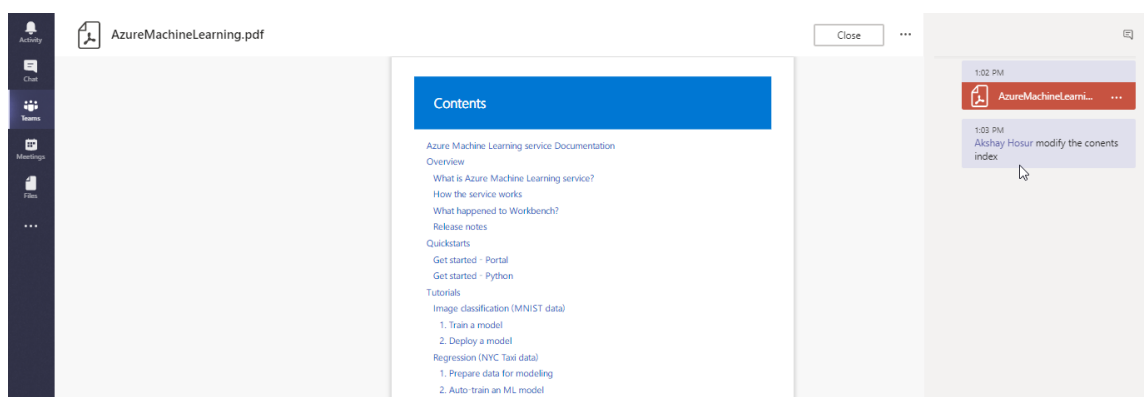 Activity
Chat
Teams
Meetings
Files
AzureMachineLearning.pdf
Close
Contents
Azure Machine Learning service Documentation
Overview
What is Azure Machine Learning service?
How the service works
What happened to Workbench?
Release notes
Quickstarts
Get started - Portal
Get started - Python
Tutorials
Image classification (MNIST data)
1. Train a model
2. Deploy a model
Regression (NYC Taxi data)
1. Prepare data for modeling
2. Auto-train an ML model
1:02 PM
AzureMachineLearni...
1:03 PM
Akshay Hosur modify the conents
index